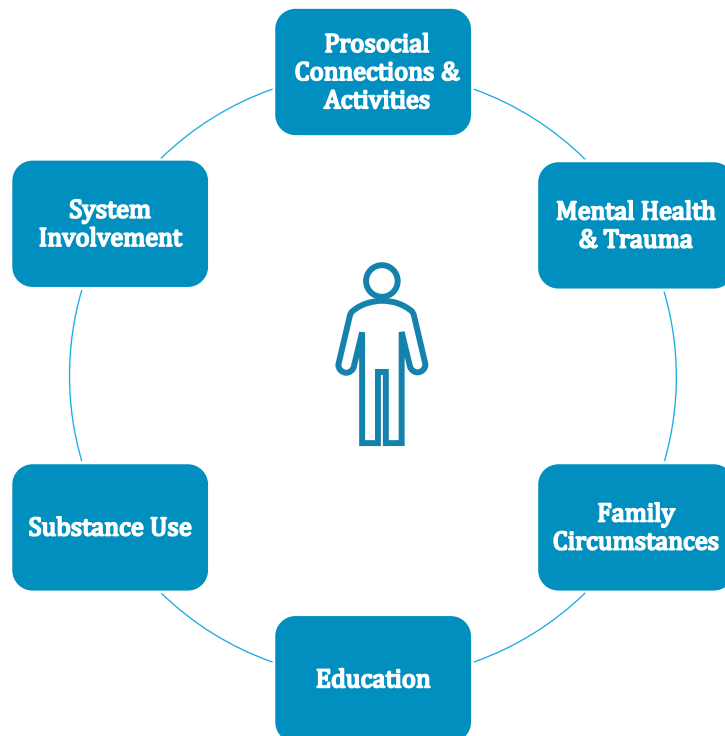 Prosocial
Connections &
Activities
Mental Health
& Trauma
Family
Circumstances
Education
Substance Use
System
Involvement